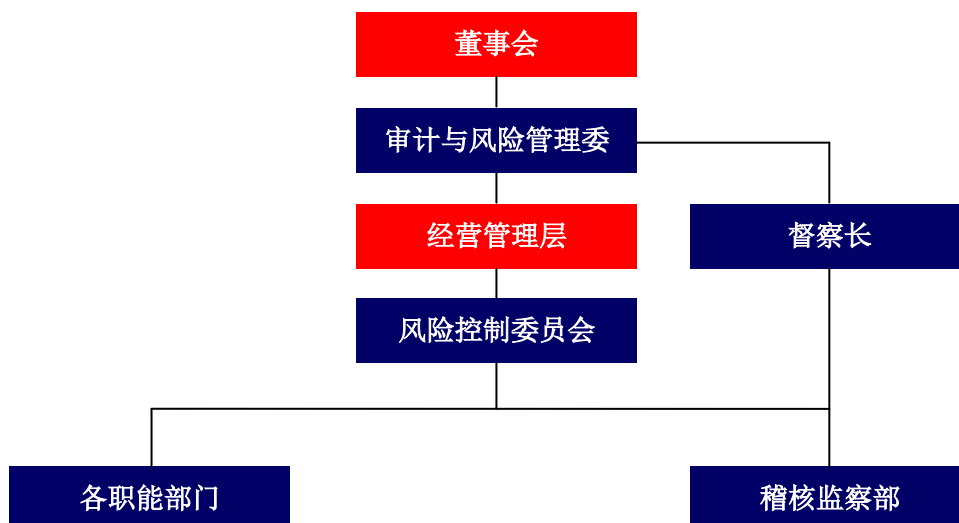 董事会
审计与风险管理委
经营管理层
督察长
风险控制委员会
各职能部门
稽核监察部